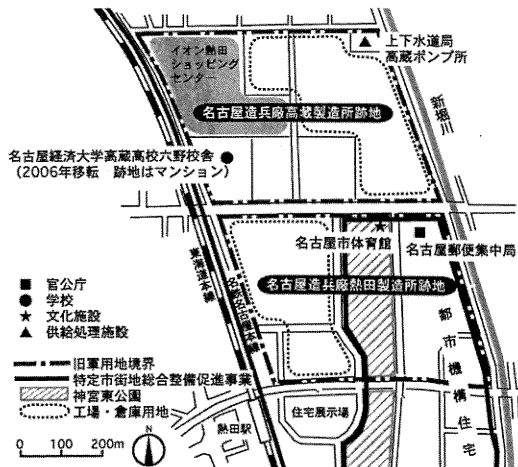 上下水道局
高蔵ポンプ所
イオン熱田
ショッピング
センター
名古屋造兵廠高蔵製造所跡地
新堀川
名古屋経済大学高蔵高校六野校舎
（2006年移転 跡地はマンション）
名古屋市体育館
名古屋郵便集中局
東海道本線
名鉄名古屋本線
名古屋造兵廠熱田製造所跡地
都市機構住宅
■ 官公庁
● 学校
★ 文化施設
▲ 供給処理施設
旧軍用地境界
特定市街地総合整備促進事業
神宮東公園
工場・倉庫用地
住宅展示場
熱田駅
0 100 200m
N